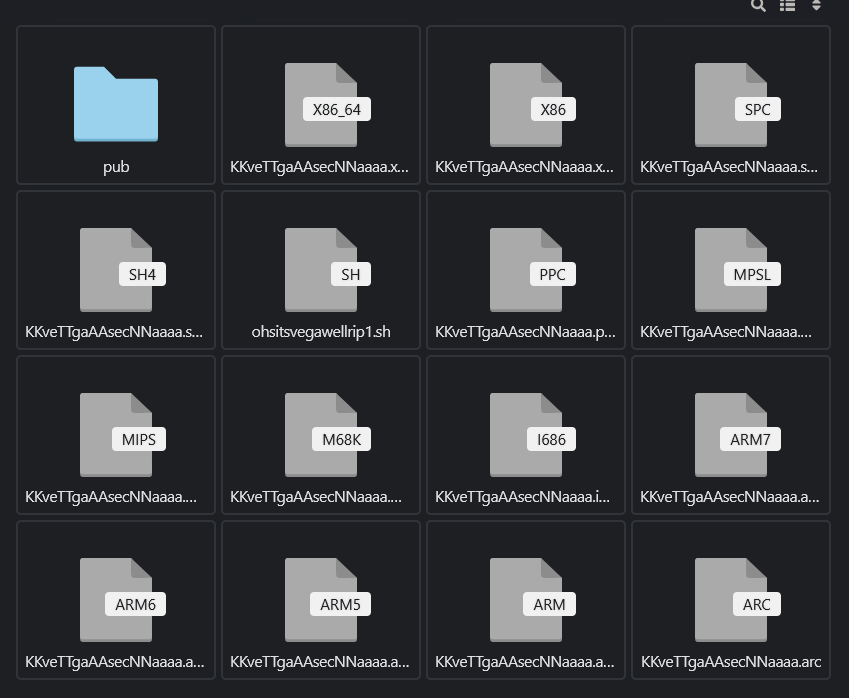 X86_64
X86
SPC
pub
KKveTTgaAAsecNNaaaa.x...
KKveTTgaAAsecNNaaaa.x...
KKveTTgaAAsecNNaaaa.s...
SH4
SH
PPC
MPSL
KKveTTgaAAsecNNaaaa.s...
ohsitsvegawellrip1.sh
KKveTTgaAAsecNNaaaa.p...
KKveTTgaAAsecNNaaaa....
MIPS
M68K
I686
ARM7
KKveTTgaAAsecNNaaaa....
KKveTTgaAAsecNNaaaa....
KKveTTgaAAsecNNaaaa.i...
KKveTTgaAAsecNNaaaa.a...
ARM6
ARM5
ARM
ARC
KKveTTgaAAsecNNaaaa.a...
KKveTTgaAAsecNNaaaa.a...
KKveTTgaAAsecNNaaaa.a...
KKveTTgaAAsecNNaaaa.arc